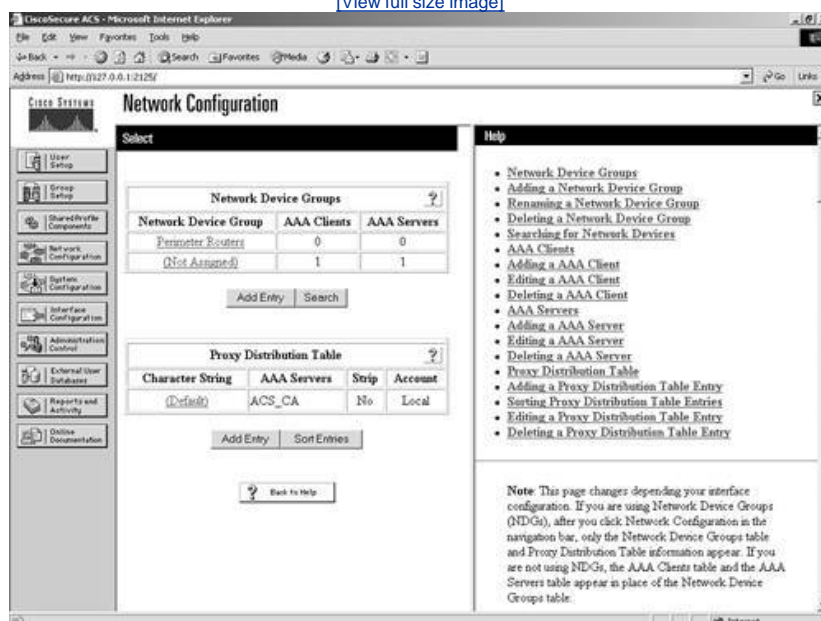 [View full size image]
CiscoSecure ACS - Microsoft Internet Explorer
File Edit View Favorites Tools Help
Back Search Favorites Media
Address http://127.0.0.1:2125/ Go Links
CISCO SYSTEMS
Network Configuration
Select
Help
User Setup
Group Setup
Shared Profile Components
Network Configuration
System Configuration
Interface Configuration
Administration Control
External User Databases
Reports and Activity
Online Documentation
Network Device Groups ?
Network Device Group AAA Clients AAA Servers
Perimeter Routers 0 0
(Not Assigned) 1 1
Add Entry Search
Proxy Distribution Table ?
Character String AAA Servers Strip Account
(Default) ACS_CA No Local
Add Entry Sort Entries
? Back to Help
Network Device Groups
Adding a Network Device Group
Renaming a Network Device Group
Deleting a Network Device Group
Searching for Network Devices
AAA Clients
Adding a AAA Client
Editing a AAA Client
Deleting a AAA Client
AAA Servers
Adding a AAA Server
Editing a AAA Server
Deleting a AAA Server
Proxy Distribution Table
Adding a Proxy Distribution Table Entry
Sorting Proxy Distribution Table Entries
Editing a Proxy Distribution Table Entry
Deleting a Proxy Distribution Table Entry
Note: This page changes depending your interface
configuration. If you are using Network Device Groups
(NDGs), after you click Network Configuration in the
navigation bar, only the Network Device Groups table
and Proxy Distribution Table information appear. If you
are not using NDGs, the AAA Clients table and the AAA
Servers table appear in place of the Network Device
Groups table.
Internet